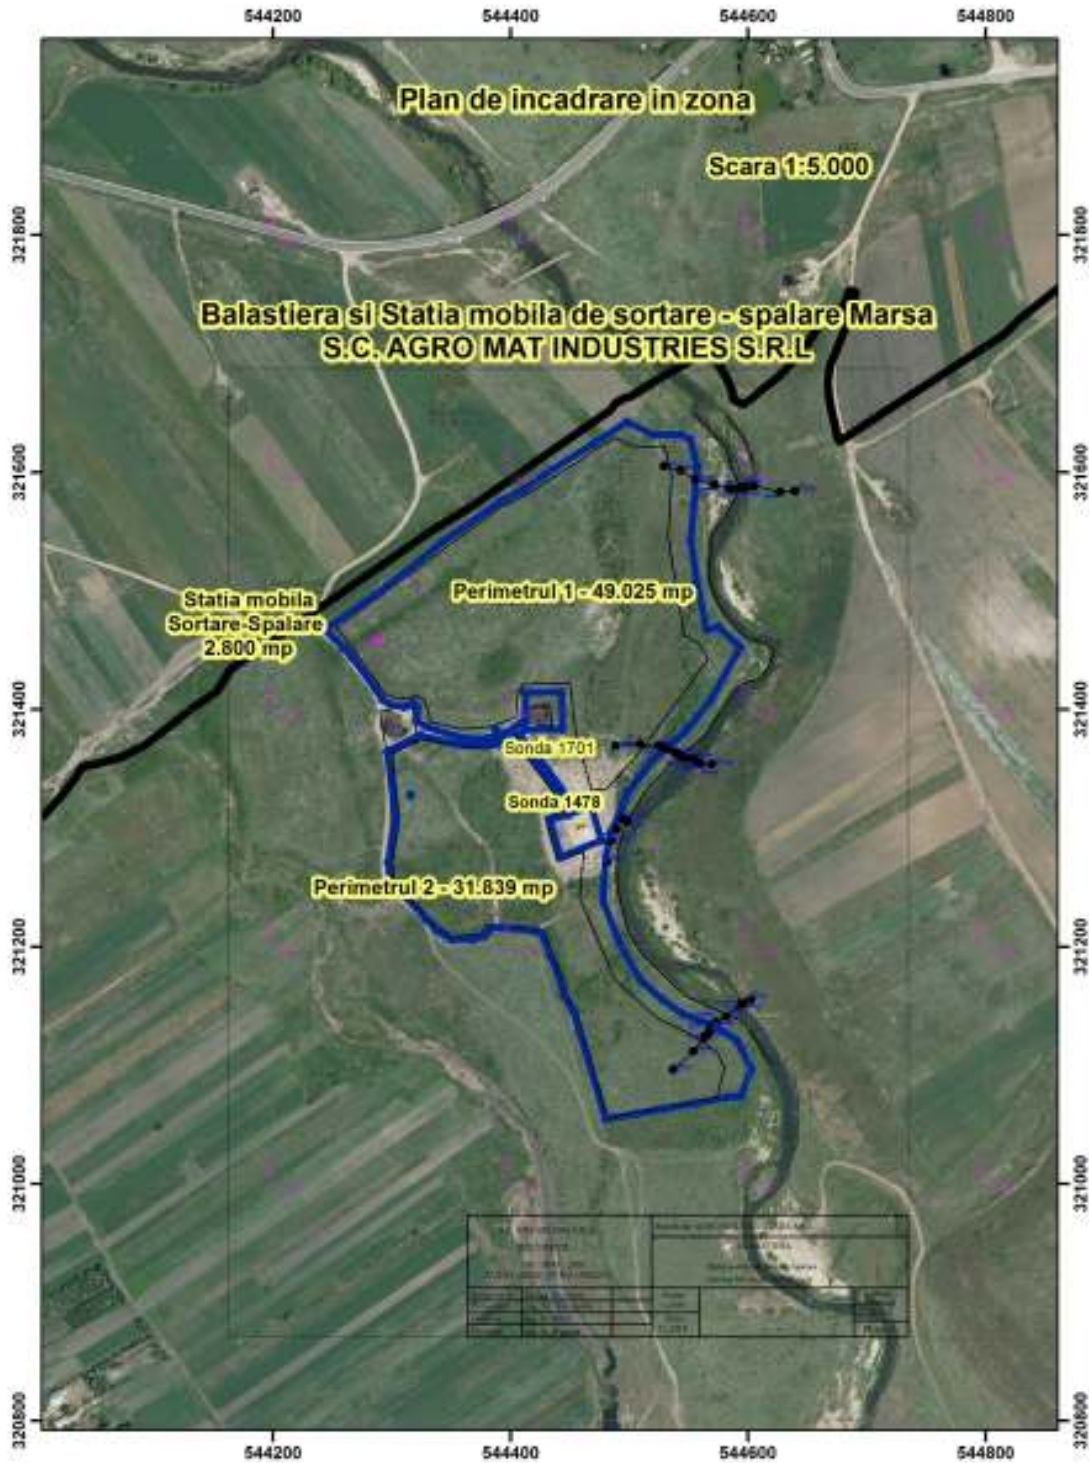 544200 544400 544600 544800
Plan de incadrare in zona
Scara 1:5.000
321800 321800
Balastiera si Statia mobila de sortare - spalare Marsa
S.C. AGRO MAT INDUSTRIES S.R.L
321600 321600
Perimetrul 1 - 49.025 mp
Statia mobila
Sortare-Spalare
2.800 mp
321400 321400
Sonda 1701
Sonda 1478
Perimetrul 2 - 31.839 mp
321200 321200
321000 321000
320800 320800
544200 544400 544600 544800